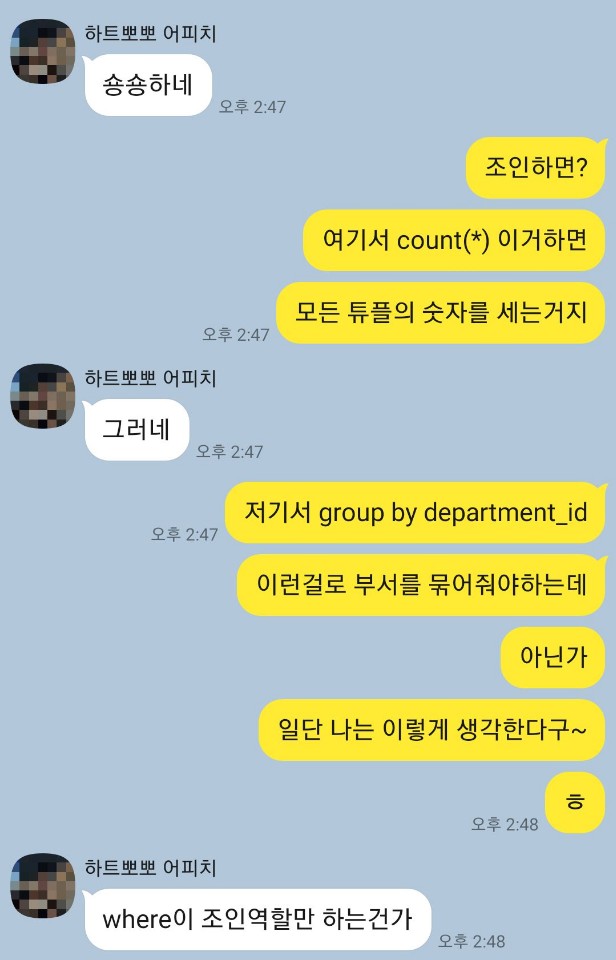 하트뽀뽀 어피치
숑숑하네
오후 2:47
조인하면?
여기서 count(*) 이거하면
모든 튜플의 숫자를 세는거지
오후 2:47
하트뽀뽀 어피치
그러네
오후 2:47
저기서 group by department_id
오후 2:47
이런걸로 부서를 묶어줘야하는데
아닌가
일단 나는 이렇게 생각한다구~
ㅎ
오후 2:48
하트뽀뽀 어피치
where이 조인역할만 하는건가
오후 2:48